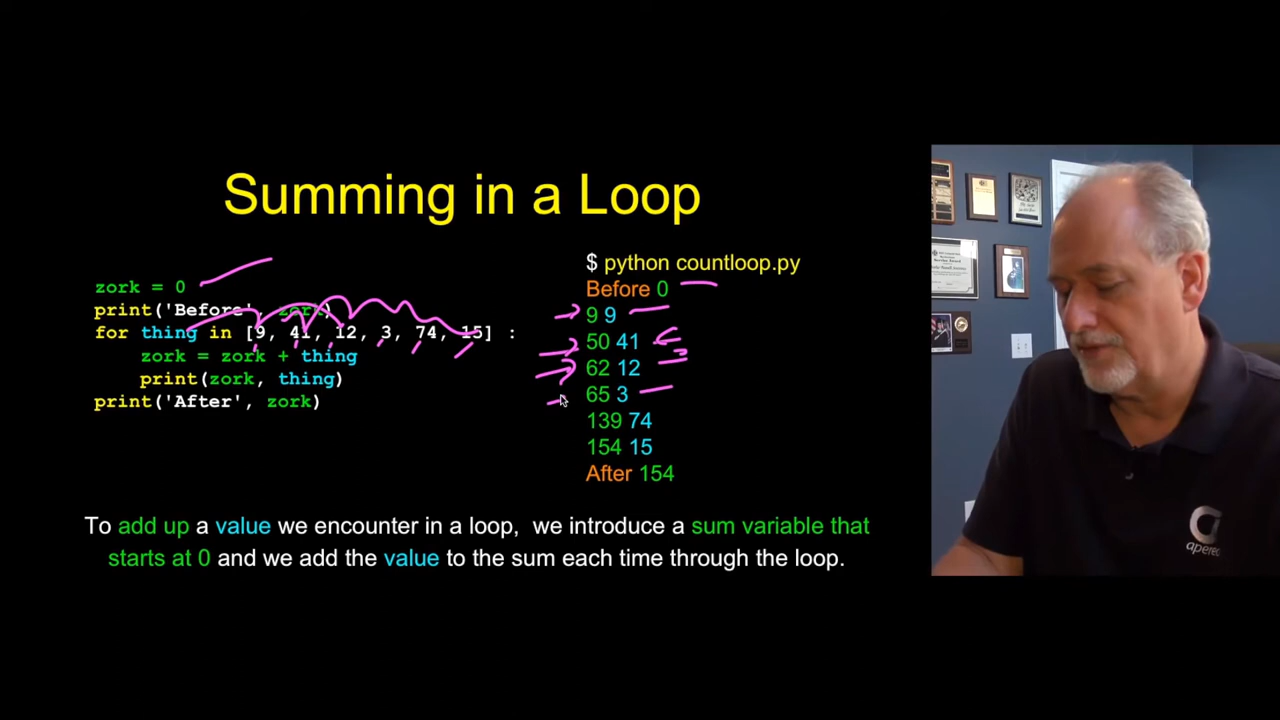 Summing in a Loop
zork = 0
print('Before', zork)
for thing in [9, 41, 12, 3, 74, 15] :
    zork = zork + thing
    print(zork, thing)
print('After', zork)
$ python countloop.py
Before 0
9 9
50 41
62 12
65 3
139 74
154 15
After 154
To add up a value we encounter in a loop,  we introduce a sum variable that
starts at 0 and we add the value to the sum each time through the loop.